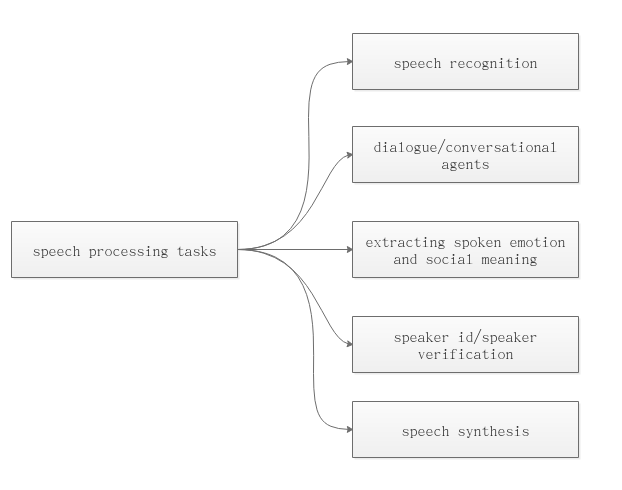 speech processing tasks
speech recognition
dialogue/conversational
agents
extracting spoken emotion
and social meaning
speaker id/speaker
verification
speech synthesis